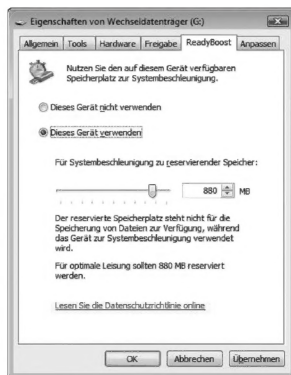 Eigenschaften von Wechseldatenträger (G:)
Allgemein Tools Hardware Freigabe ReadyBoost Anpassen
Nutzen Sie den auf diesem Gerät verfügbaren
Speicherplatz zur Systembeschleunigung.
Dieses Gerät nicht verwenden
Dieses Gerät verwenden
Für Systembeschleunigung zu reservierender Speicher:
880 MB
Der reservierte Speicherplatz steht nicht für die
Speicherung von Dateien zur Verfügung, während
das Gerät zur Systembeschleunigung verwendet
wird.
Für optimale Leisung sollten 880 MB reserviert
werden.
Lesen Sie die Datenschutzrichtlinie online
OK Abbrechen Übernehmen